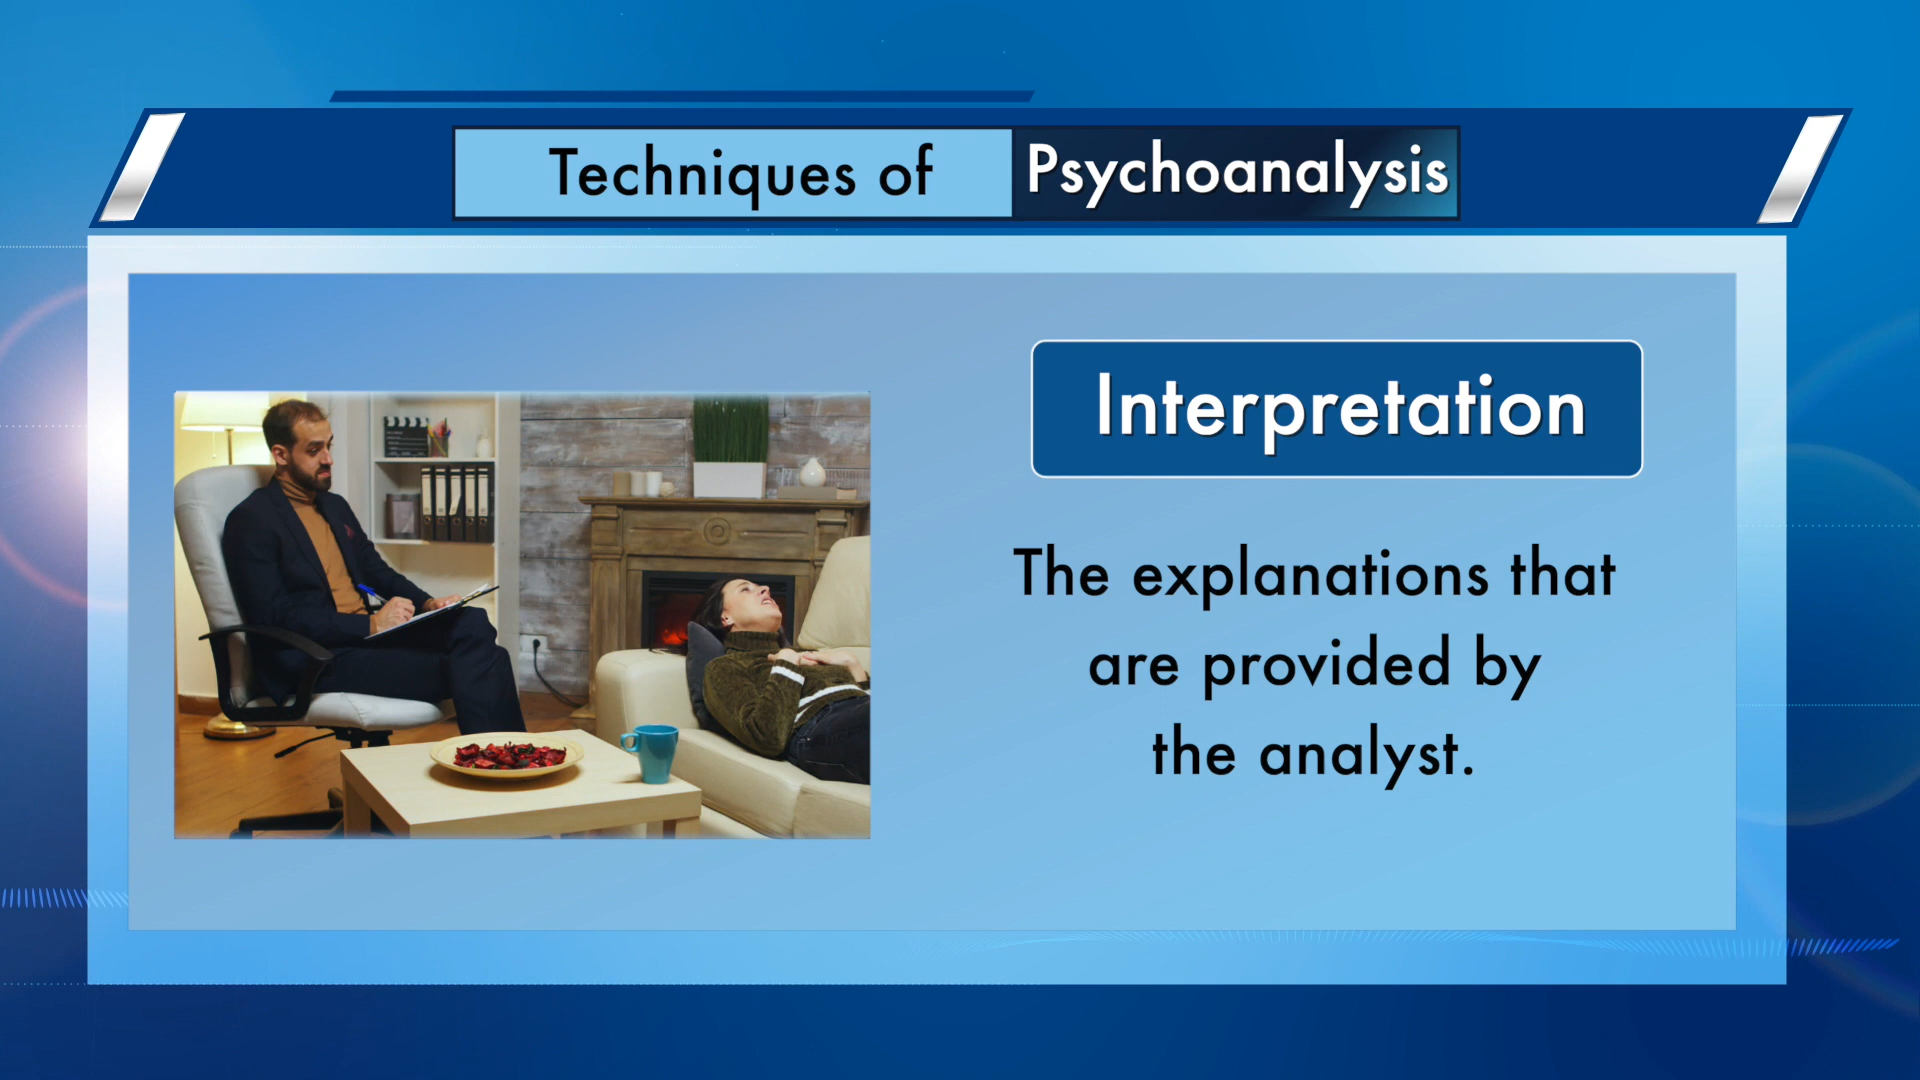 Techniques of Psychoanalysis
Interpretation
The explanations that
are provided by
the analyst.